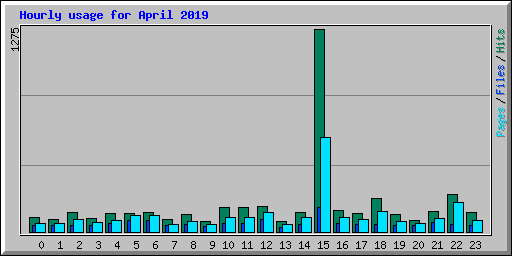 Hourly usage for April 2019
1275
Pages/Files/Hits
0 1 2 3 4 5 6 7 8 9 10 11 12 13 14 15 16 17 18 19 20 21 22 23